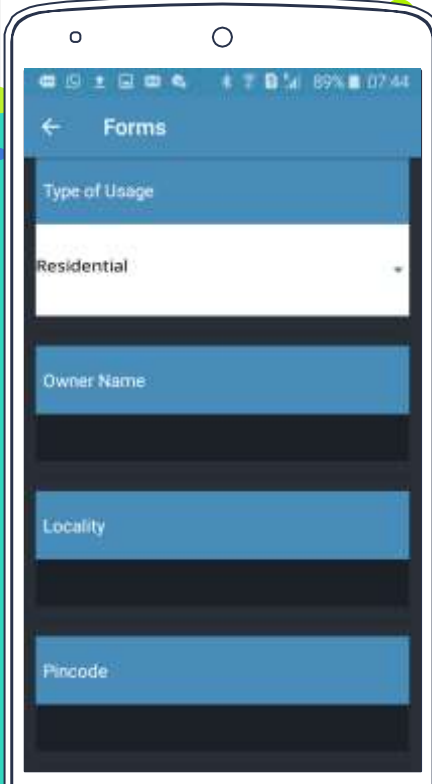 89% 07:44
Forms
Type of Usage
Residential
Owner Name
Locality
Pincode